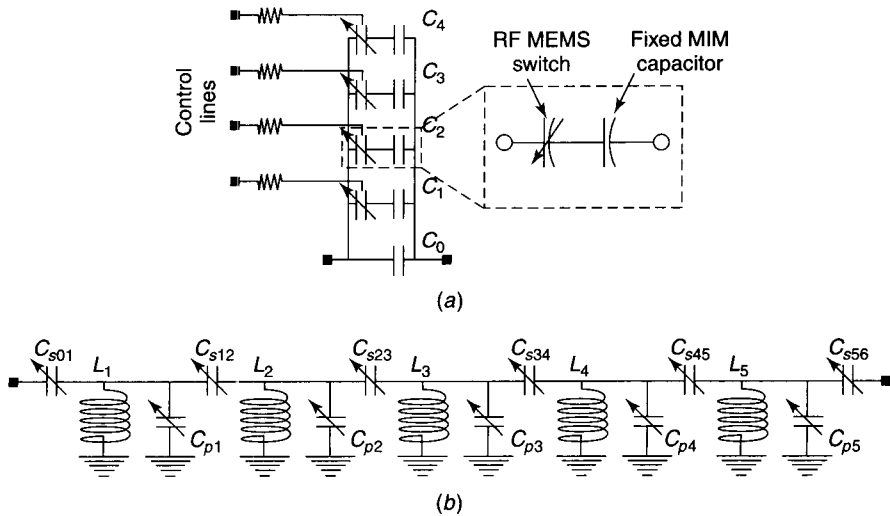 C4
RF MEMS
switch
Fixed MIM
capacitor
C3
Control
lines
C2
C1
C0
(a)
Cs01
L1
Cs12
L2
Cs23
L3
Cs34
L4
Cs45
L5
Cs56
Cp1
Cp2
Cp3
Cp4
Cp5
(b)